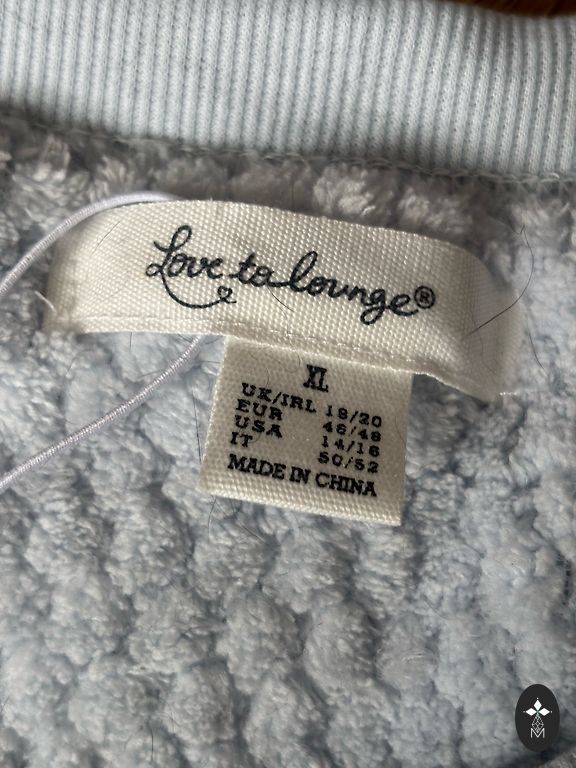 Love to lounge®
XL
UK/IRL 18/20
EUR 46/48
USA 14/16
IT 50/52
MADE IN CHINA
M